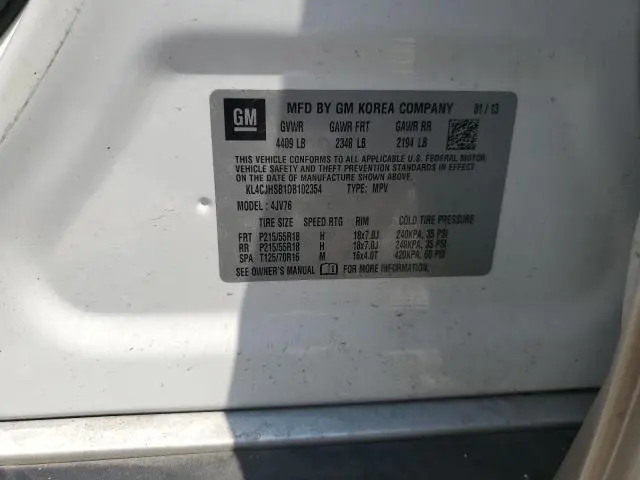 GM MFD BY GM KOREA COMPANY 01/13
GVWR GAWR FRT GAWR RR
4409 LB 2348 LB 2194 LB
THIS VEHICLE CONFORMS TO ALL APPLICABLE U.S. FEDERAL MOTOR
VEHICLE SAFETY AND THEFT PREVENTION STANDARDS IN EFFECT
ON THE DATE OF MANUFACTURE SHOWN ABOVE.
KL4CJHSB1DB102354 TYPE: MPV
MODEL: 4JV76
TIRE SIZE SPEED RTG RIM COLD TIRE PRESSURE
FRT P215/55R18 H 18x7.0J 240KPA, 35 PSI
RR P215/55R18 H 18x7.0J 240KPA, 35 PSI
SPA T125/70R16 M 16x4.0T 420KPA, 60 PSI
SEE OWNER'S MANUAL FOR MORE INFORMATION.